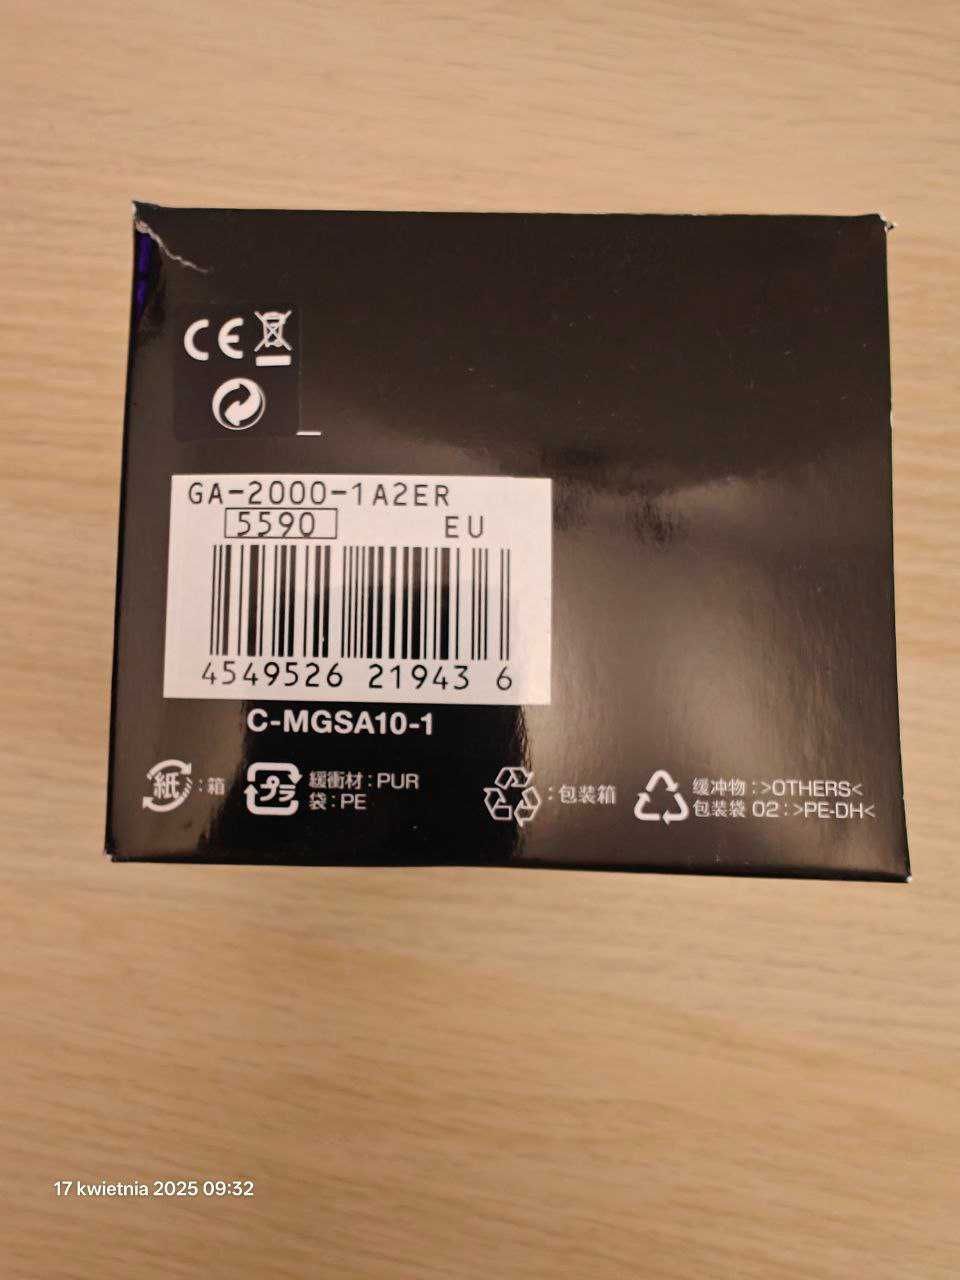 CE
GA-2000-1A2ER
5590 EU
4549526 21943 6
C-MGSA10-1
紙 : 箱
プラ 緩衝材 : PUR
袋 : PE
: 包装箱
缓冲物 : >OTHERS<
包装袋 02 : >PE-DH<
17 kwietnia 2025 09:32